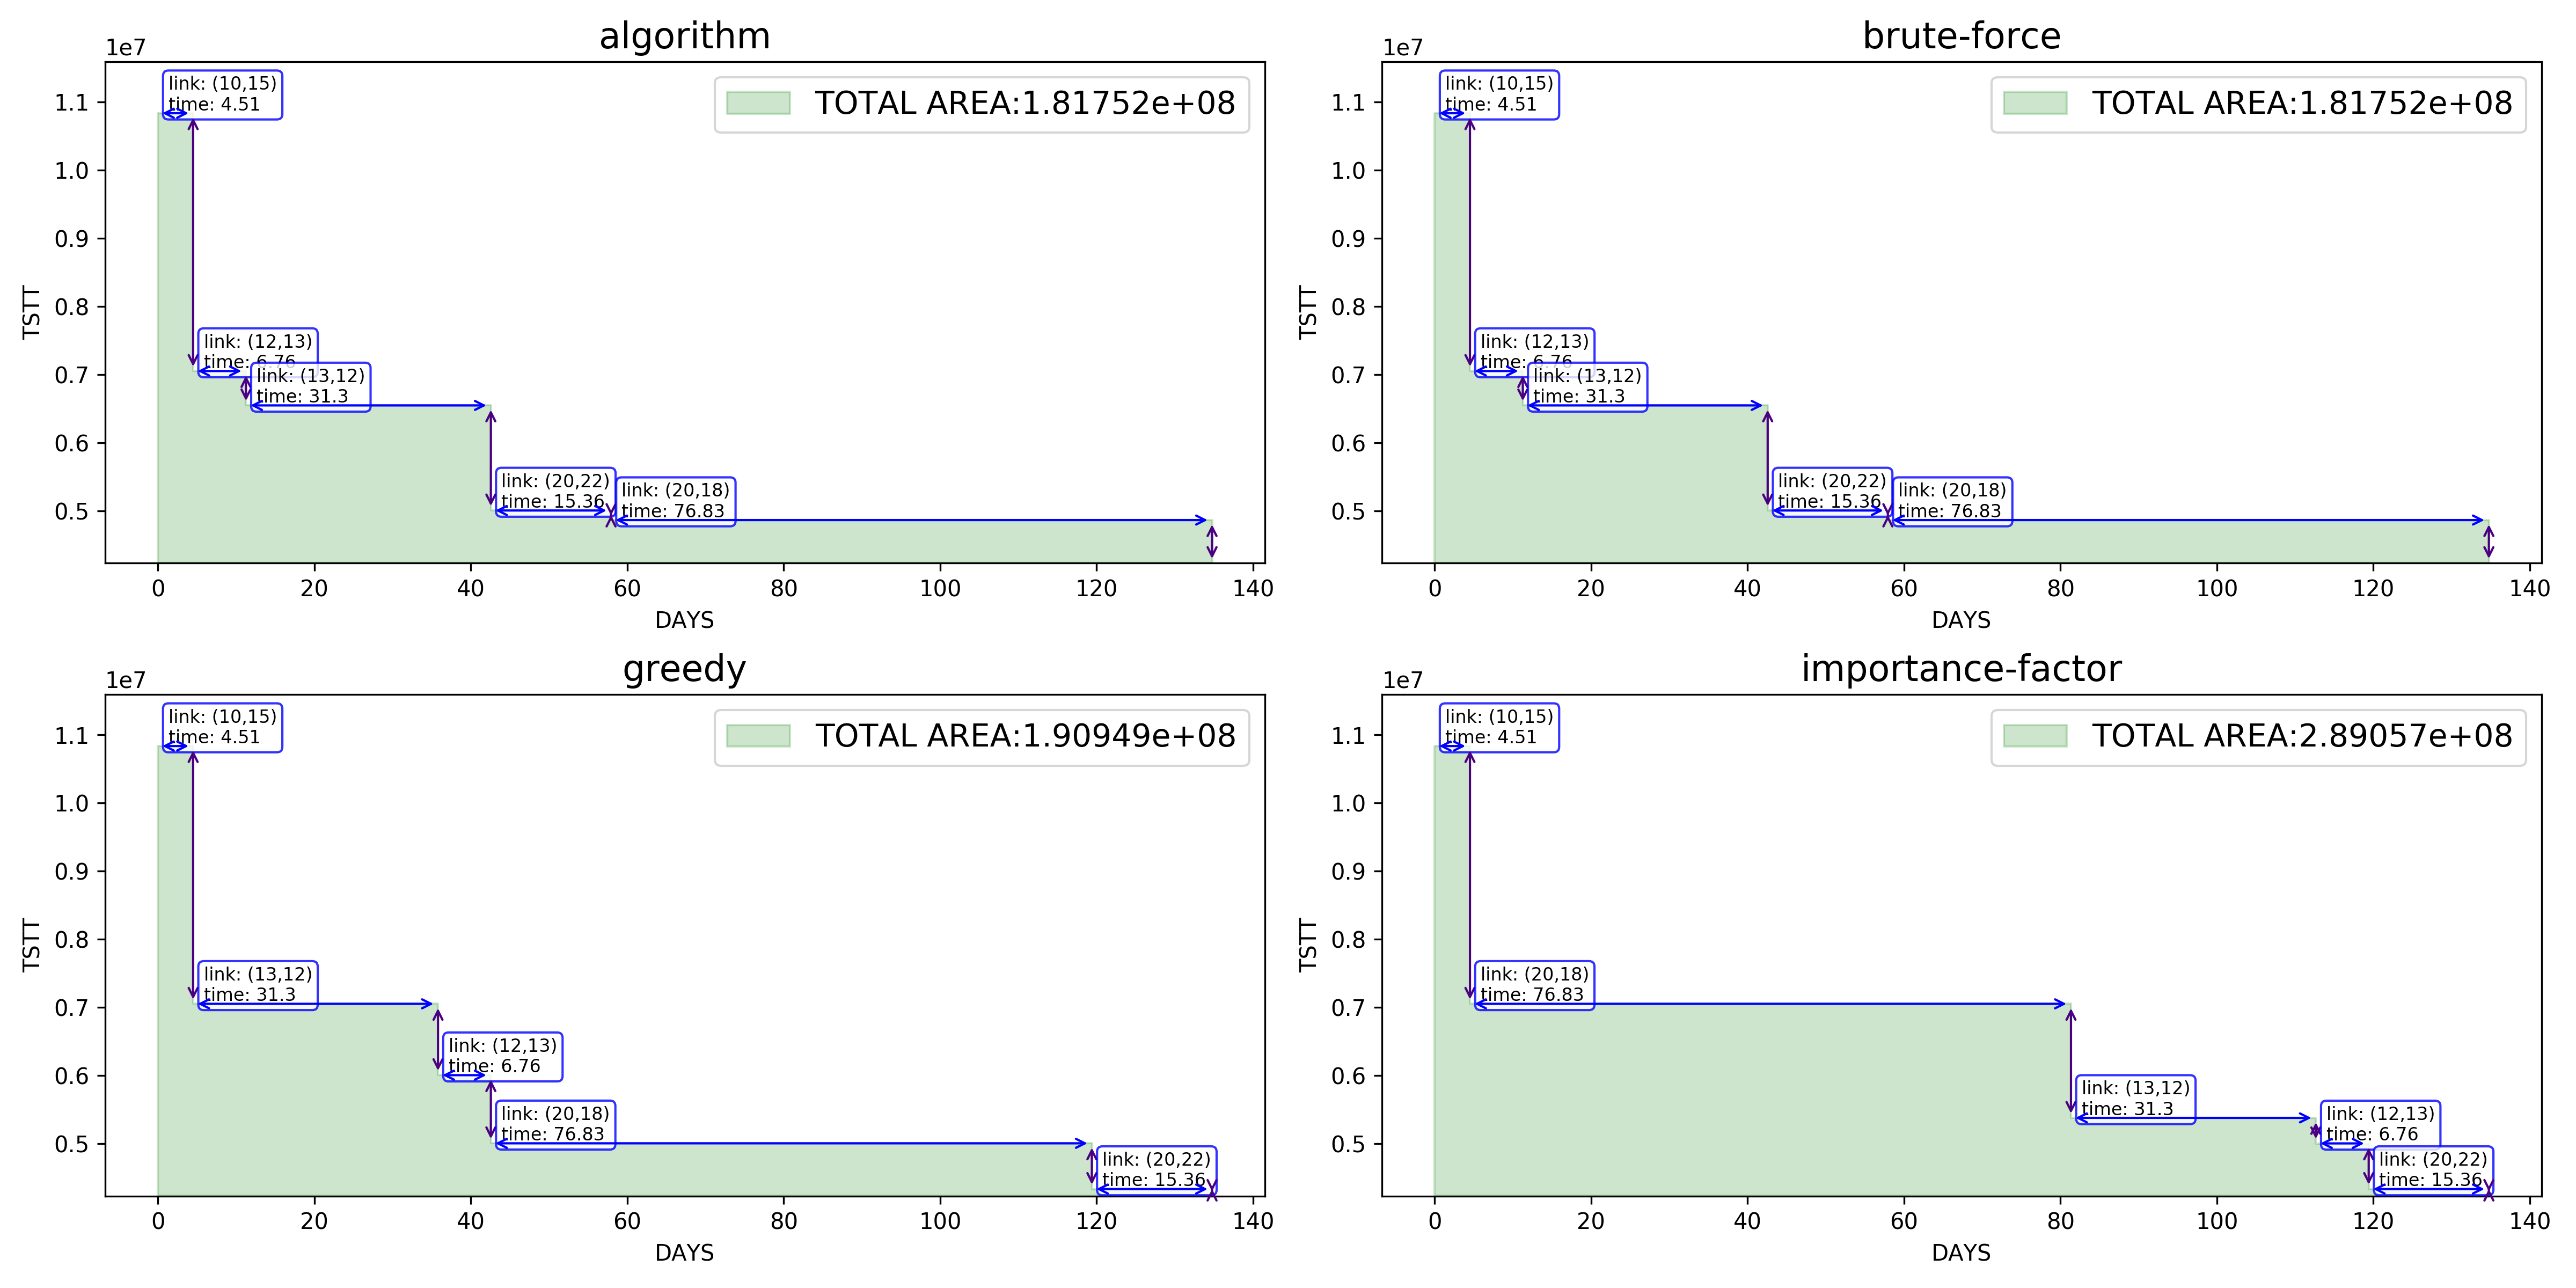 algorithm
1e7
TOTAL AREA:1.81752e+08
link: (10,15)
time: 4.51
link: (12,13)
time: 6.76
link: (13,12)
time: 31.3
link: (20,22)
time: 15.36
link: (20,18)
time: 76.83
1.1
1.0
0.9
0.8
0.7
0.6
0.5
TSTT
0 20 40 60 80 100 120 140
DAYS
brute-force
1e7
TOTAL AREA:1.81752e+08
link: (10,15)
time: 4.51
link: (12,13)
time: 6.76
link: (13,12)
time: 31.3
link: (20,22)
time: 15.36
link: (20,18)
time: 76.83
1.1
1.0
0.9
0.8
0.7
0.6
0.5
TSTT
0 20 40 60 80 100 120 140
DAYS
greedy
1e7
TOTAL AREA:1.90949e+08
link: (10,15)
time: 4.51
link: (13,12)
time: 31.3
link: (12,13)
time: 6.76
link: (20,18)
time: 76.83
link: (20,22)
time: 15.36
1.1
1.0
0.9
0.8
0.7
0.6
0.5
TSTT
0 20 40 60 80 100 120 140
DAYS
importance-factor
1e7
TOTAL AREA:2.89057e+08
link: (10,15)
time: 4.51
link: (20,18)
time: 76.83
link: (13,12)
time: 31.3
link: (12,13)
time: 6.76
link: (20,22)
time: 15.36
1.1
1.0
0.9
0.8
0.7
0.6
0.5
TSTT
0 20 40 60 80 100 120 140
DAYS